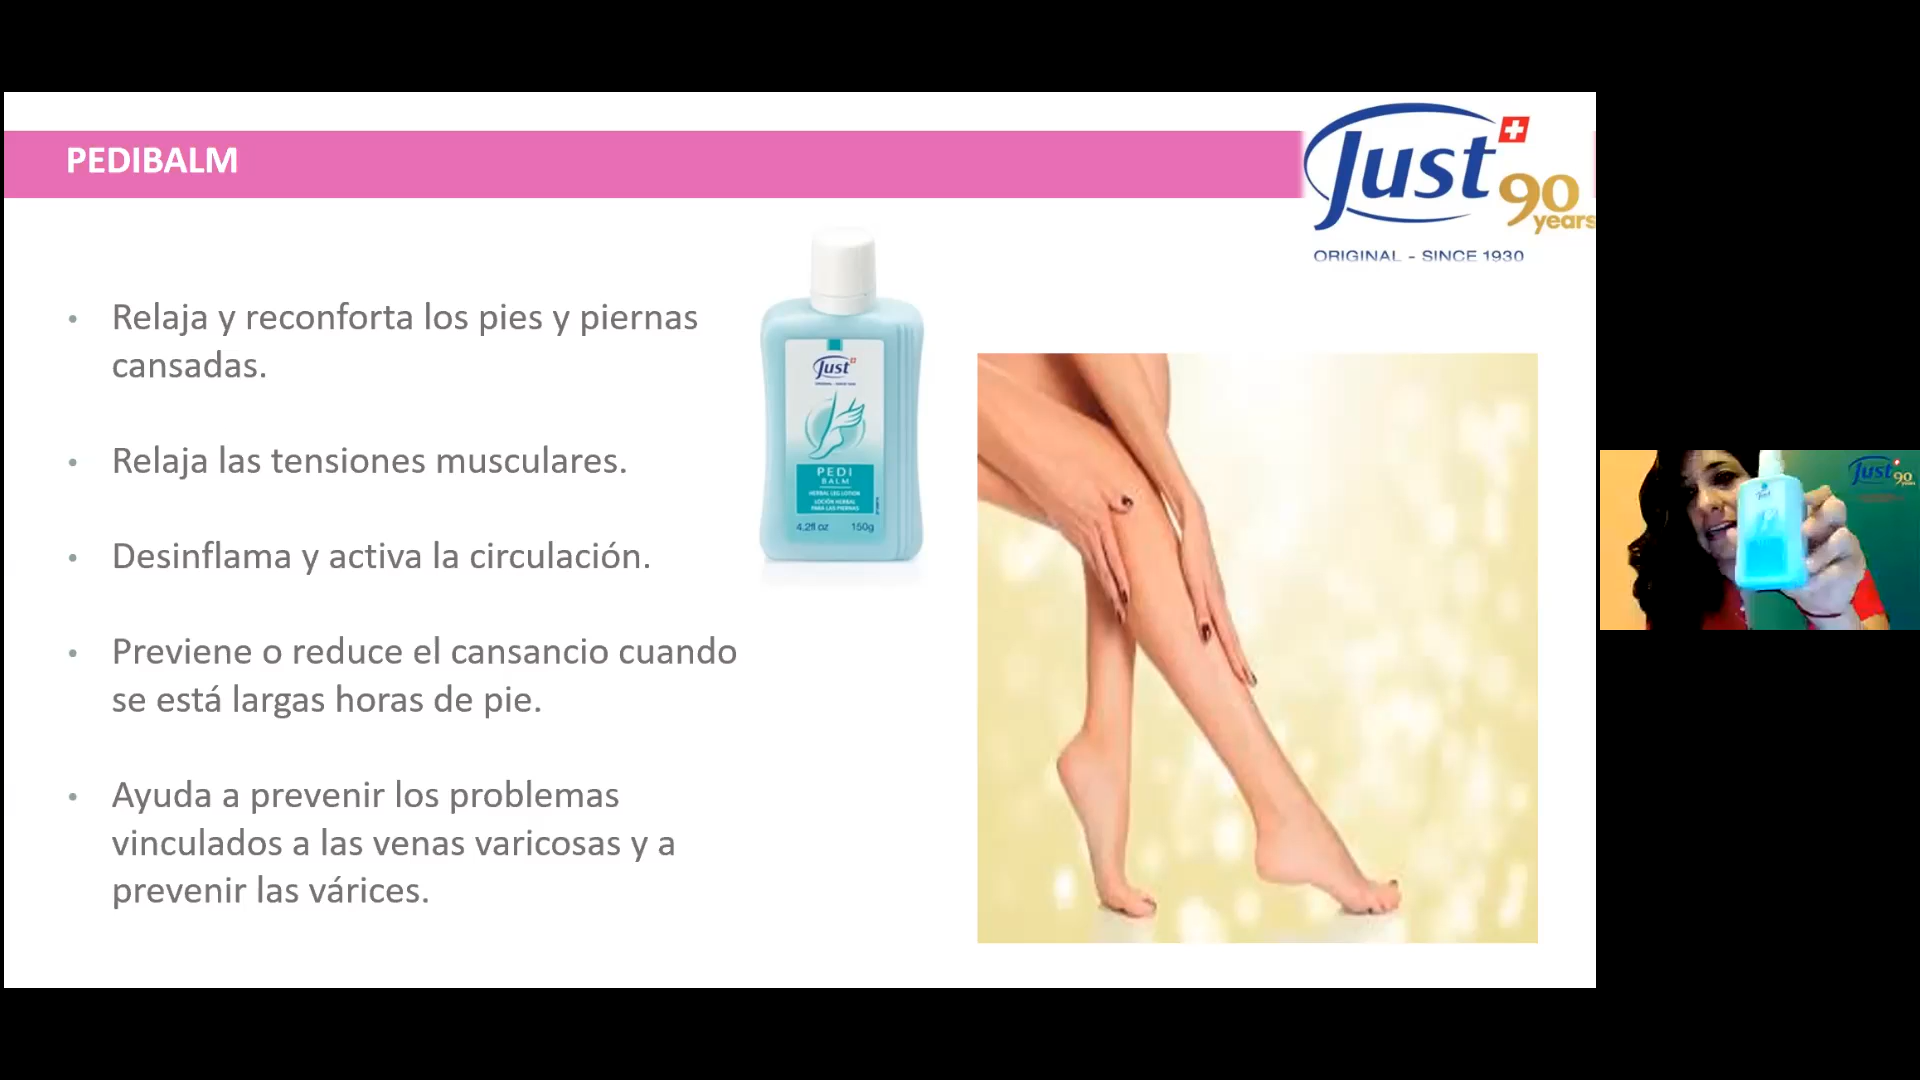 PEDIBALM
Just
90
years
ORIGINAL - SINCE 1930
• Relaja y reconforta los pies y piernas
cansadas.
• Relaja las tensiones musculares.
• Desinflama y activa la circulación.
• Previene o reduce el cansancio cuando
se está largas horas de pie.
• Ayuda a prevenir los problemas
vinculados a las venas varicosas y a
prevenir las várices.
Just
PEDI
BALM
HERBAL LEG LOTION
LOCIÓN HERBAL
PARA LAS PIERNAS
4.2fl oz 150g
Just
90
years